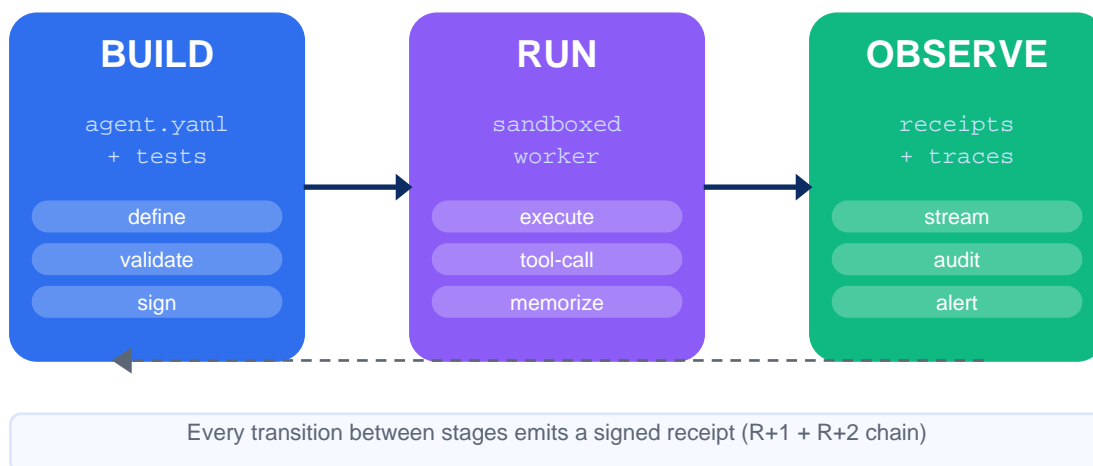 BUILD
agent.yaml
+ tests
define
validate
sign
RUN
sandboxed
worker
execute
tool-call
memorize
OBSERVE
receipts
+ traces
stream
audit
alert
Every transition between stages emits a signed receipt (R+1 + R+2 chain)